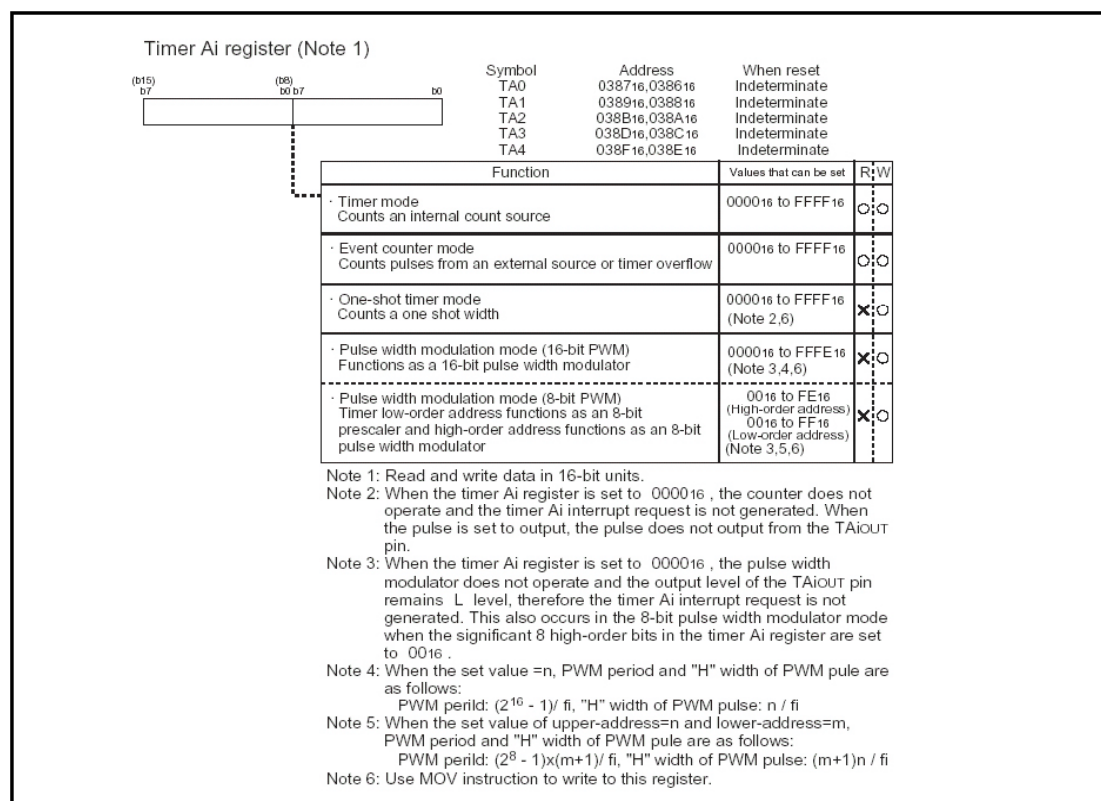 Timer Ai register (Note 1)
(b15) (b8)
b7 b0 b7 b0
Symbol Address When reset
TA0 038716,038616 Indeterminate
TA1 038916,038816 Indeterminate
TA2 038B16,038A16 Indeterminate
TA3 038D16,038C16 Indeterminate
TA4 038F16,038E16 Indeterminate
Function Values that can be set R W
· Timer mode 000016 to FFFF16
Counts an internal count source
· Event counter mode 000016 to FFFF16
Counts pulses from an external source or timer overflow
· One-shot timer mode 000016 to FFFF16
Counts a one shot width (Note 2,6)
· Pulse width modulation mode (16-bit PWM) 000016 to FFFE16
Functions as a 16-bit pulse width modulator (Note 3,4,6)
· Pulse width modulation mode (8-bit PWM) 0016 to FE16
Timer low-order address functions as an 8-bit (High-order address)
prescaler and high-order address functions as an 8-bit 0016 to FF16
pulse width modulator (Low-order address)
(Note 3,5,6)
Note 1: Read and write data in 16-bit units.
Note 2: When the timer Ai register is set to 000016 , the counter does not
operate and the timer Ai interrupt request is not generated. When
the pulse is set to output, the pulse does not output from the TAiOUT
pin.
Note 3: When the timer Ai register is set to 000016 , the pulse width
modulator does not operate and the output level of the TAiOUT pin
remains L level, therefore the timer Ai interrupt request is not
generated. This also occurs in the 8-bit pulse width modulator mode
when the significant 8 high-order bits in the timer Ai register are set
to 0016 .
Note 4: When the set value =n, PWM period and "H" width of PWM pule are
as follows:
PWM perild: (2^16 - 1)/ fi, "H" width of PWM pulse: n / fi
Note 5: When the set value of upper-address=n and lower-address=m,
PWM period and "H" width of PWM pule are as follows:
PWM perild: (2^8 - 1)x(m+1)/ fi, "H" width of PWM pulse: (m+1)n / fi
Note 6: Use MOV instruction to write to this register.